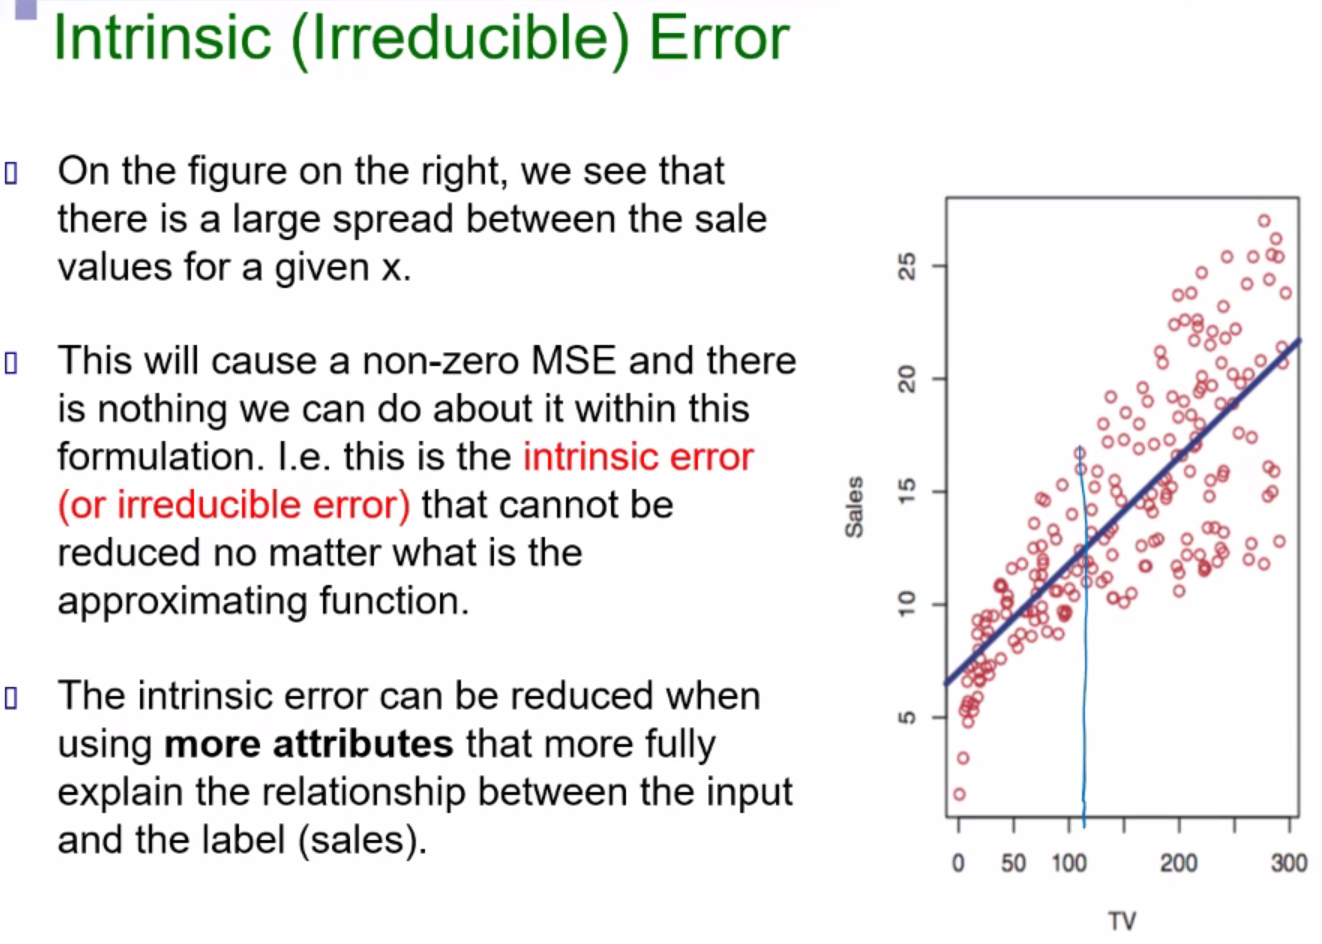 Intrinsic (Irreducible) Error
On the figure on the right, we see that
there is a large spread between the sale
values for a given x.
This will cause a non-zero MSE and there
is nothing we can do about it within this
formulation. I.e. this is the intrinsic error
(or irreducible error) that cannot be
reduced no matter what is the
approximating function.
The intrinsic error can be reduced when
using more attributes that more fully
explain the relationship between the input
and the label (sales).
25
20
15
10
5
Sales
0 50 100 200 300
TV